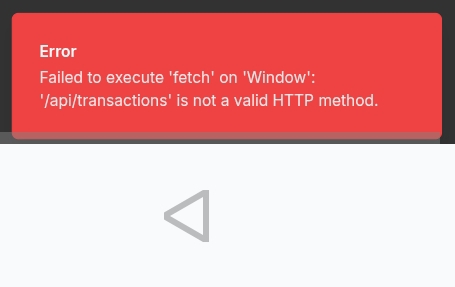 Error
Failed to execute 'fetch' on 'Window':
'/api/transactions' is not a valid HTTP method.